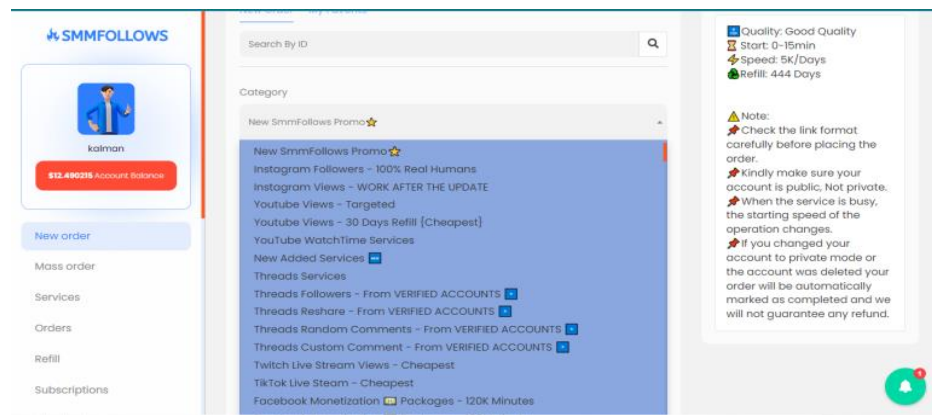 SMMFOLLOWS
kalman
$12.490215 Account Balance
New order
Mass order
Services
Orders
Refill
Subscriptions
Search By ID
Category
New SmmFollows Promo
New SmmFollows Promo
Instagram Followers - 100% Real Humans
Instagram Views - WORK AFTER THE UPDATE
Youtube Views - Targeted
Youtube Views - 30 Days Refill {Cheapest}
YouTube WatchTime Services
New Added Services
Threads Services
Threads Followers - From VERIFIED ACCOUNTS
Threads Reshare - From VERIFIED ACCOUNTS
Threads Random Comments - From VERIFIED ACCOUNTS
Threads Custom Comment - From VERIFIED ACCOUNTS
Twitch Live Stream Views - Cheapest
TikTok Live Steam - Cheapest
Facebook Monetization Packages - 120K Minutes
Quality: Good Quality
Start: 0-15min
Speed: 5K/Days
Refill: 444 Days
Note:
Check the link format
carefully before placing the
order.
Kindly make sure your
account is public, Not private.
When the service is busy,
the starting speed of the
operation changes.
If you changed your
account to private mode or
the account was deleted your
order will be automatically
marked as completed and we
will not guarantee any refund.